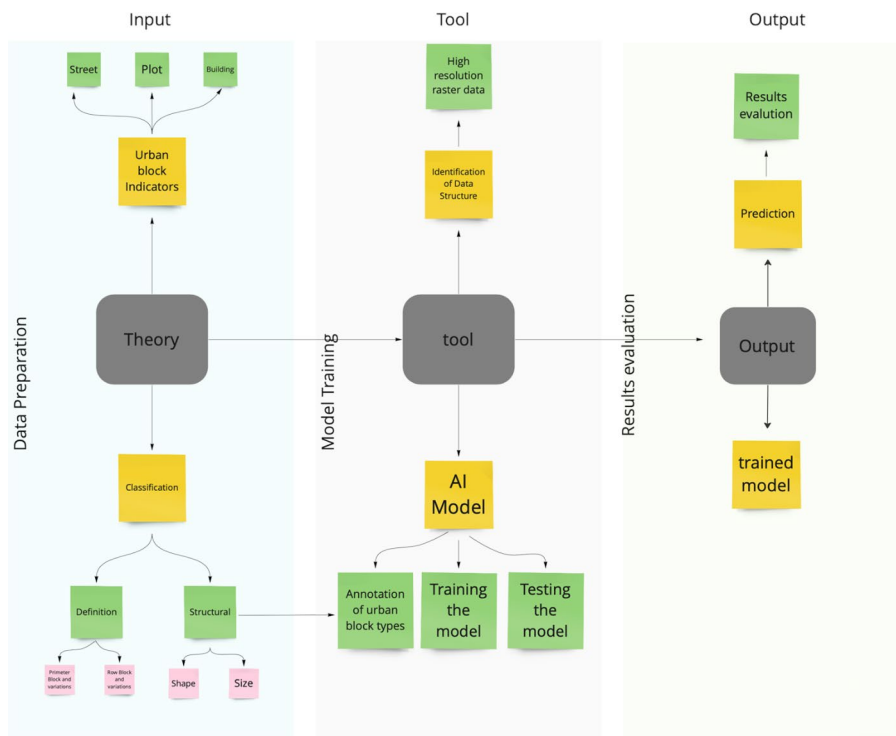 Input
Tool
Output
Street
Plot
Building
High
resolution
raster data
Results
evalution
Urban
block
Indicators
Identification
of Data
Structure
Prediction
Data Preparation
Theory
Model Training
tool
Results evaluation
Output
Classification
AI
Model
trained
model
Definition
Structural
Annotation
of urban
block types
Training
the
model
Testing
the
model
Primeter
Block and
variations
Row Block
and
variations
Shape
Size